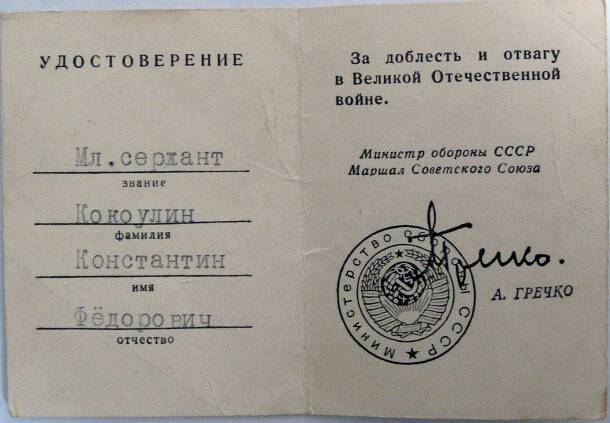 УДОСТОВЕРЕНИЕ
Мл.сержант
звание
Кокоулин
фамилия
Константин
имя
Фёдорович
отчество
За доблесть и отвагу
в Великой Отечественной
войне.
Министр обороны СССР
Маршал Советского Союза
Министерство Обороны СССР
Гречко.
А. ГРЕЧКО